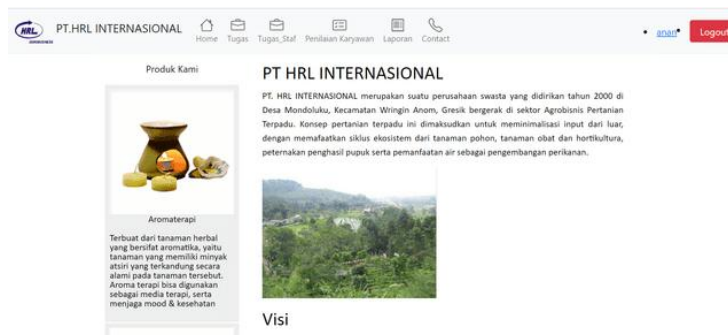 HRL
PT.HRL INTERNASIONAL
Home
Tugas
Tugas_Staf
Penilaian Karyawan
Laporan
Contact
anan
Logout
Produk Kami
Aromaterapi
Terbuat dari tanaman herbal
yang bersifat aromatika, yaitu
tanaman yang memiliki minyak
atsiri yang terkandung secara
alami pada tanaman tersebut.
Aroma terapi bisa digunakan
sebagai media terapi, serta
menjaga mood & kesehatan
PT HRL INTERNASIONAL
PT. HRL INTERNASIONAL merupakan suatu perusahaan swasta yang didirikan tahun 2000 di
Desa Mondoluku, Kecamatan Wringin Anom, Gresik bergerak di sektor Agrobisnis Pertanian
Terpadu. Konsep pertanian terpadu ini dimaksudkan untuk meminimalisasi input dari luar,
dengan memafaatkan siklus ekosistem dari tanaman pohon, tanaman obat dan hortikultura,
peternakan penghasil pupuk serta pemanfaatan air sebagai pengembangan perikanan.
Visi